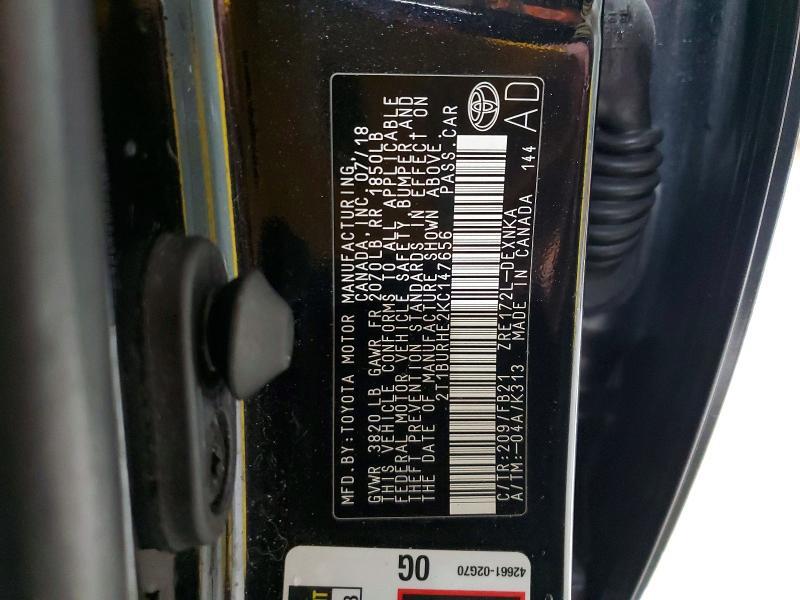 MFD.BY:TOYOTA MOTOR MANUFACTURING,
CANADA,INC. 07/18
GVWR 3820LB GAWR FR 2070LB,RR 1850LB
THIS VEHICLE CONFORMS TO ALL APPLICABLE
FEDERAL MOTOR VEHICLE SAFETY, BUMPER,AND
THEFT PREVENTION STANDARDS IN EFFECT ON
THE DATE OF MANUFACTURE SHOWN ABOVE.
2T1BURHE2KC147656 PASS.CAR
C/TR:209/FB21 ZRE172L-DEXNKA
A/TM:-04A/K313 MADE IN CANADA 144
AD
OG
42661-02G70